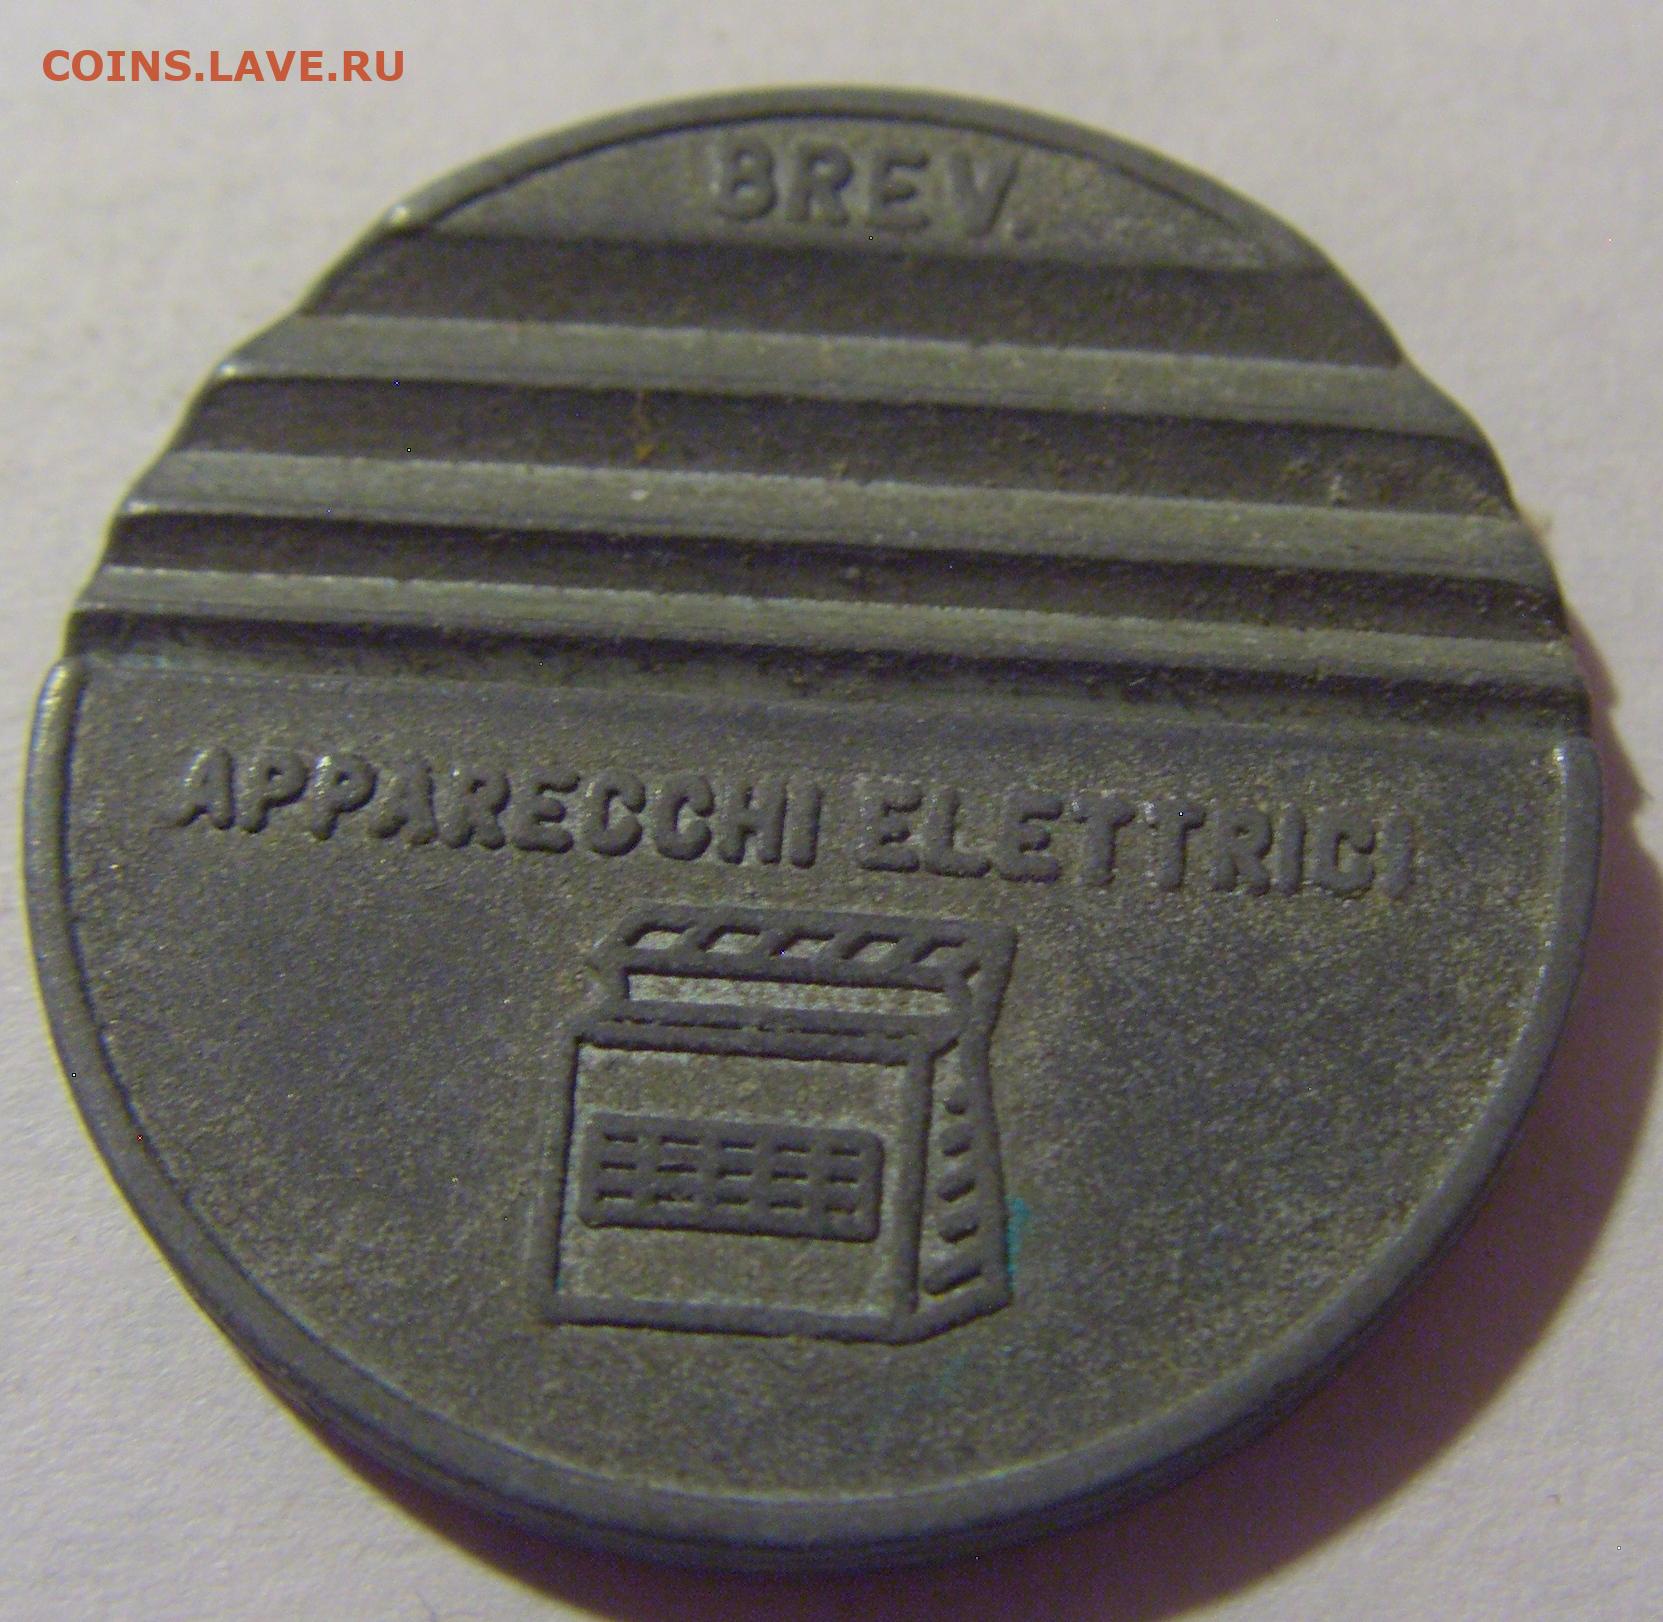 COINS.LAVE.RU
BREV.
APPARECCHI ELETTRICI